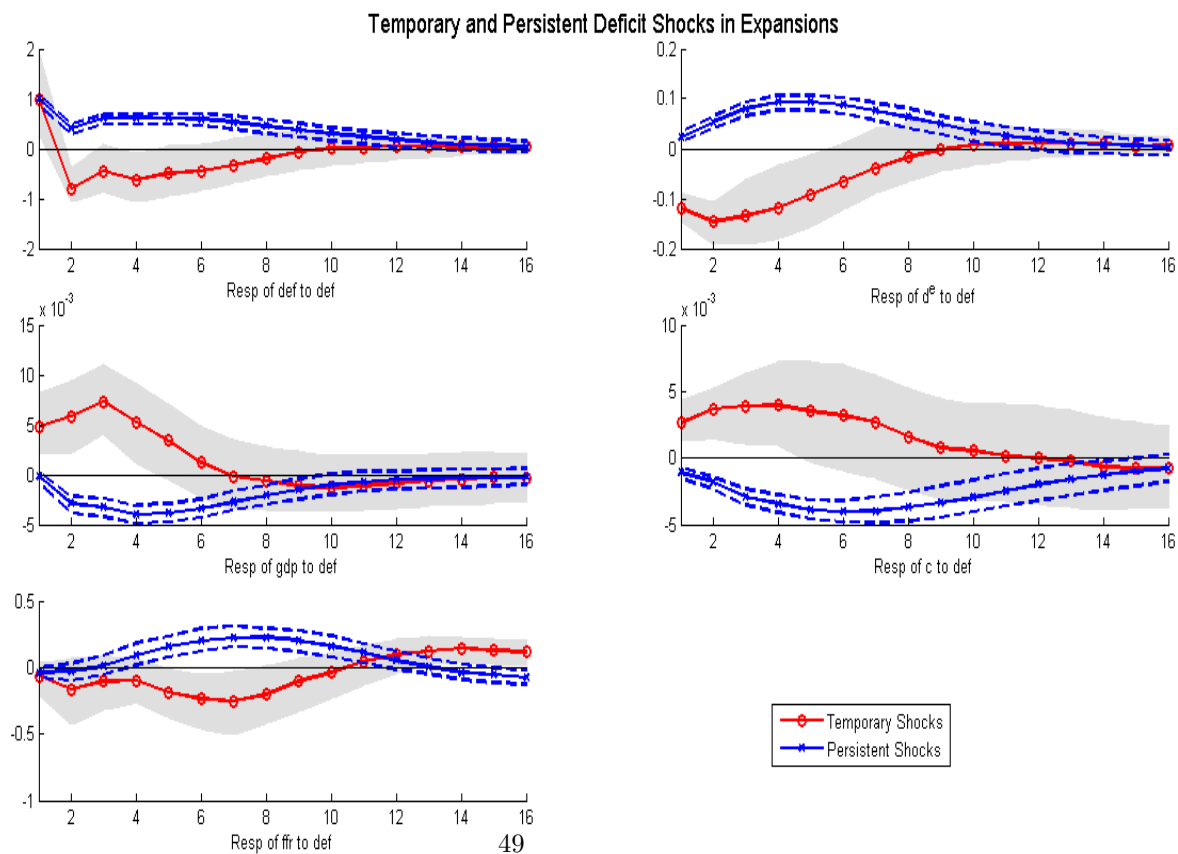 Temporary and Persistent Deficit Shocks in Expansions
2
1
0
-1
-2
2 4 6 8 10 12 14 16
Resp of def to def
0.2
0.1
0
-0.1
-0.2
2 4 6 8 10 12 14 16
Resp of dᵉ to def
x 10⁻³
15
10
5
0
-5
2 4 6 8 10 12 14 16
Resp of gdp to def
x 10⁻³
10
5
0
-5
2 4 6 8 10 12 14 16
Resp of c to def
0.5
0
-0.5
-1
2 4 6 8 10 12 14 16
Resp of ffr to def
Temporary Shocks
Persistent Shocks
49